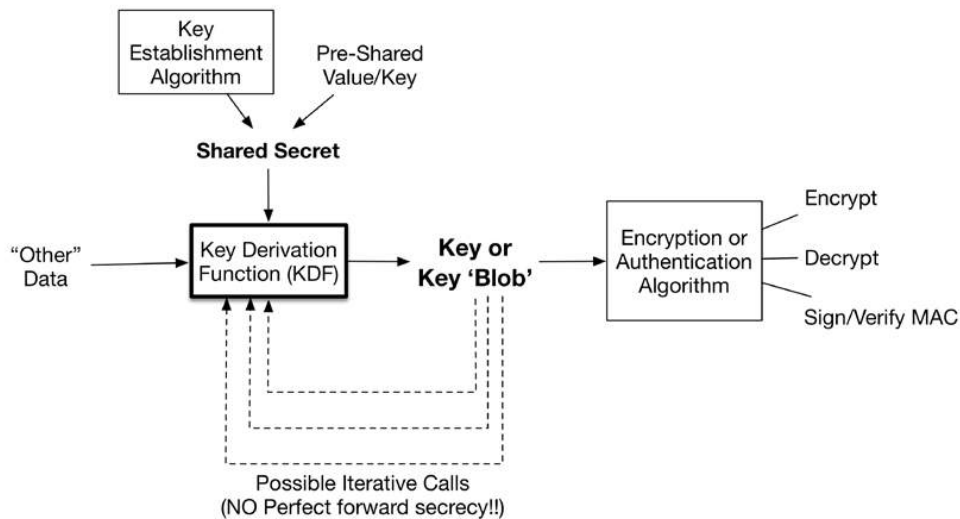 Key
Establishment
Algorithm
Pre-Shared
Value/Key
Shared Secret
“Other”
Data
Key Derivation
Function (KDF)
Key or
Key ‘Blob’
Encryption or
Authentication
Algorithm
Encrypt
Decrypt
Sign/Verify MAC
Possible Iterative Calls
(NO Perfect forward secrecy!!)